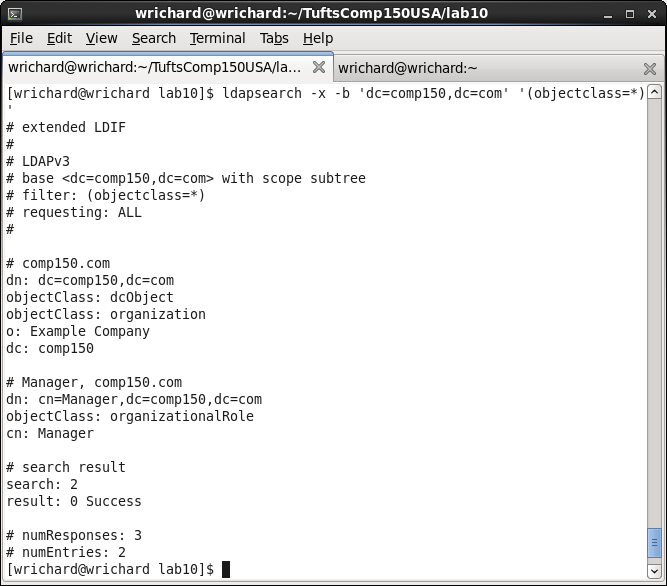 wrichard@wrichard:~/TuftsComp150USA/lab10
File Edit View Search Terminal Tabs Help
wrichard@wrichard:~/TuftsComp150USA/la... wrichard@wrichard:~
[wrichard@wrichard lab10]$ ldapsearch -x -b 'dc=comp150,dc=com' '(objectclass=*)
'
# extended LDIF
#
# LDAPv3
# base <dc=comp150,dc=com> with scope subtree
# filter: (objectclass=*)
# requesting: ALL
#
# comp150.com
dn: dc=comp150,dc=com
objectClass: dcObject
objectClass: organization
o: Example Company
dc: comp150
# Manager, comp150.com
dn: cn=Manager,dc=comp150,dc=com
objectClass: organizationalRole
cn: Manager
# search result
search: 2
result: 0 Success
# numResponses: 3
# numEntries: 2
[wrichard@wrichard lab10]$